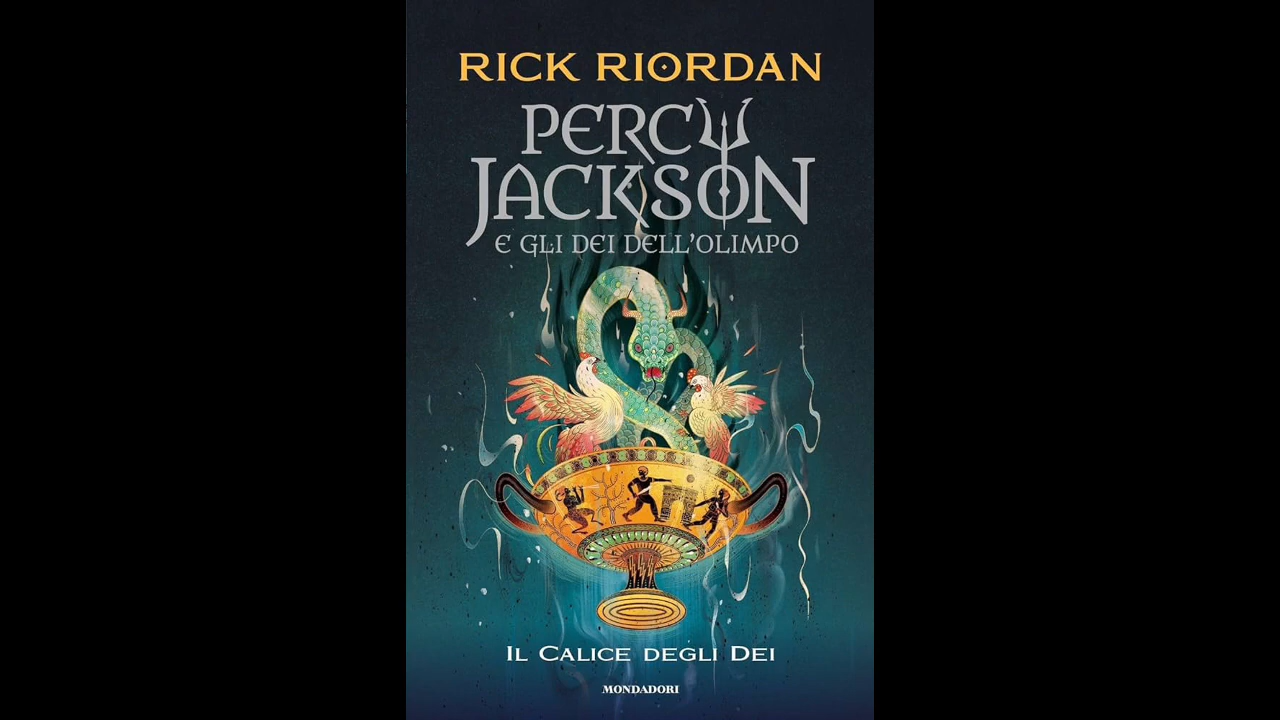 RICK RIORDAN
PERCY
JACKSON
E GLI DEI DELL'OLIMPO
IL CALICE DEGLI DEI
MONDADORI